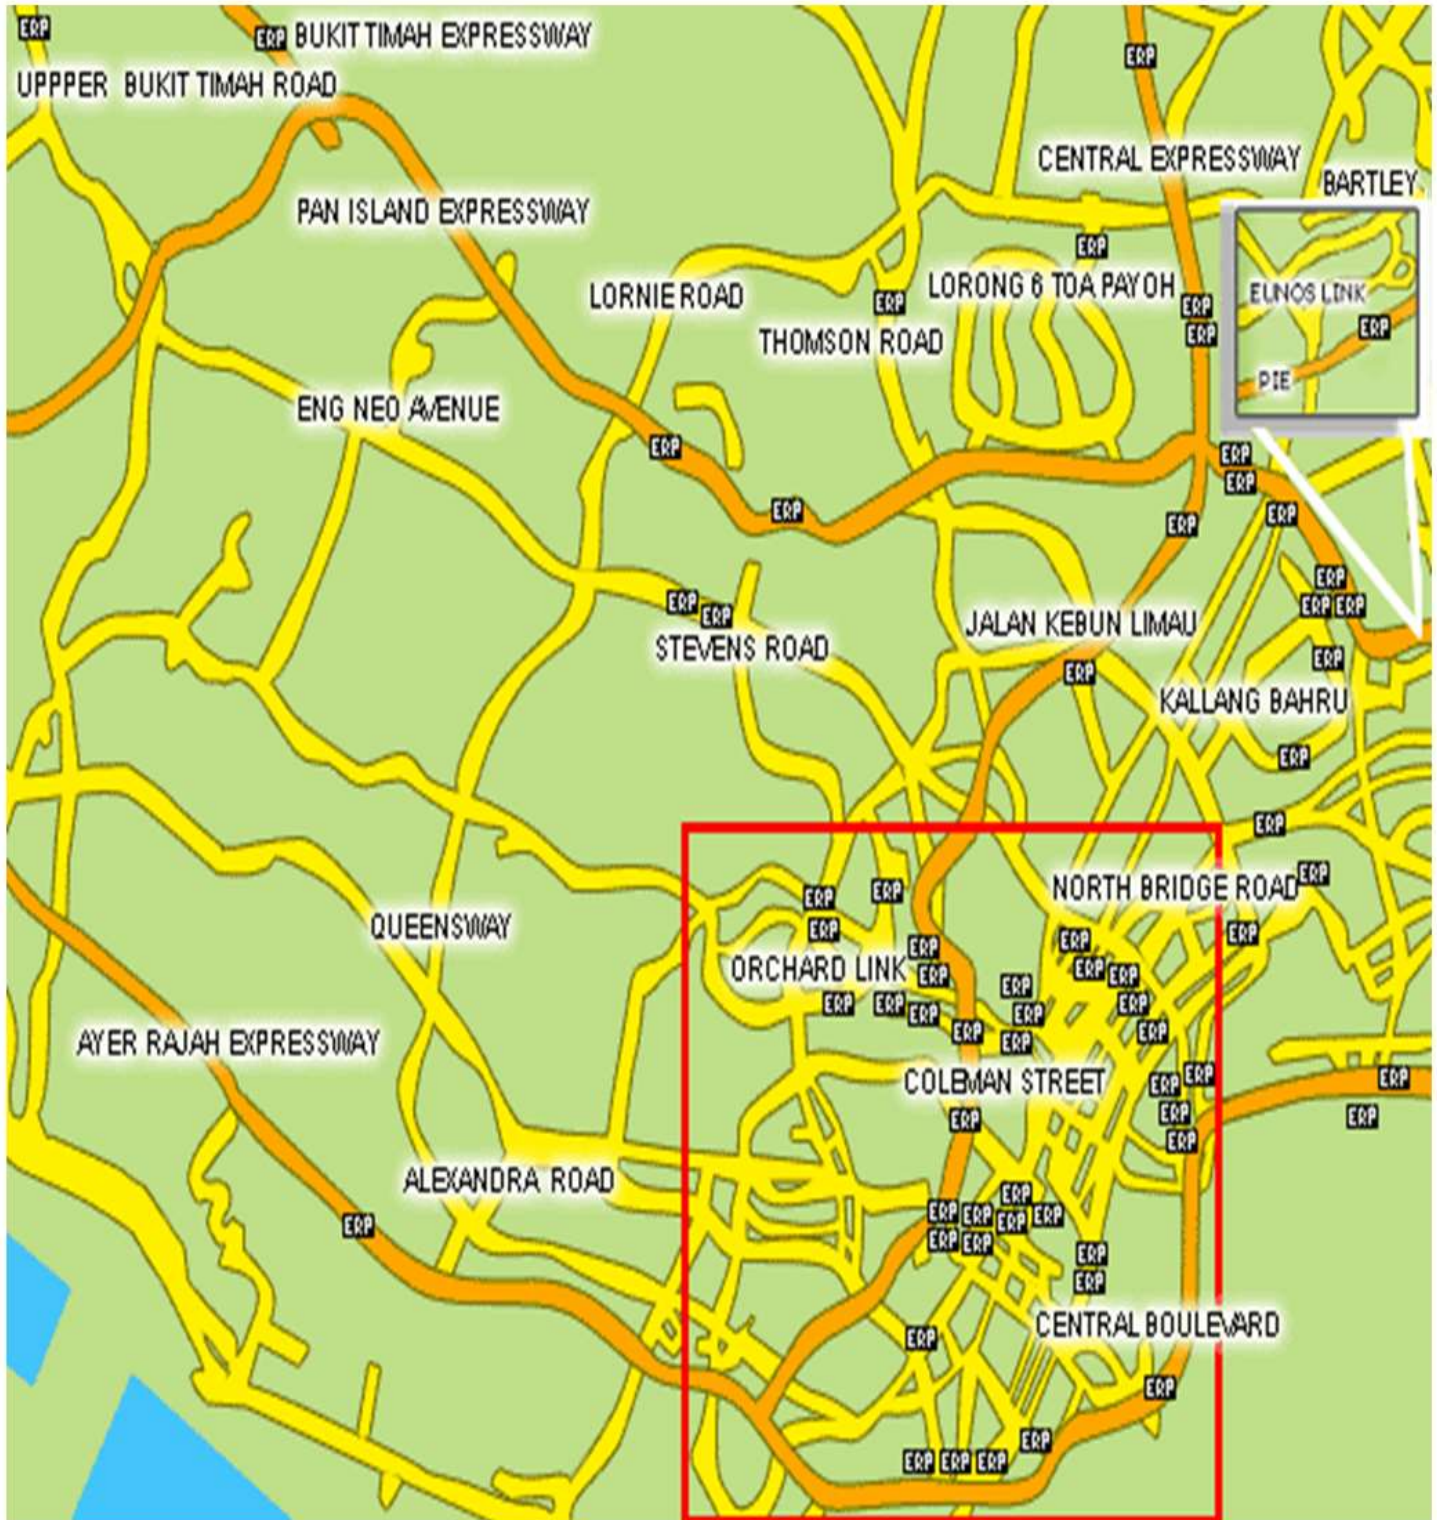 ERP
ERP BUKIT TIMAH EXPRESSWAY
ERP
UPPPER BUKIT TIMAH ROAD
CENTRAL EXPRESSWAY
BARTLEY
PAN ISLAND EXPRESSWAY
ERP
LORNIE ROAD
LORONG 6 TOA PAYOH
EUNOS LINK
ERP
ERP
ERP
ERP
THOMSON ROAD
PIE
ENG NEO AVENUE
ERP
ERP
ERP
ERP
ERP
ERP
ERP
ERP
ERP
ERP
ERP
JALAN KEBUN LIMAU
STEVENS ROAD
ERP
ERP
KALLANG BAHRU
ERP
ERP
NORTH BRIDGE ROAD
ERP
ERP
ERP
ERP
QUEENSWAY
ERP
ERP
ERP
ORCHARD LINK
ERP
ERP
ERP
ERP
ERP
ERP
ERP
ERP
ERP
ERP
ERP
ERP
AYER RAJAH EXPRESSWAY
COLEMAN STREET
ERP
ERP
ERP
ERP
ERP
ERP
ERP
ALEXANDRA ROAD
ERP
ERP
ERP
ERP
ERP
ERP
ERP
ERP
ERP
ERP
CENTRAL BOULEVARD
ERP
ERP
ERP
ERP
ERP
ERP